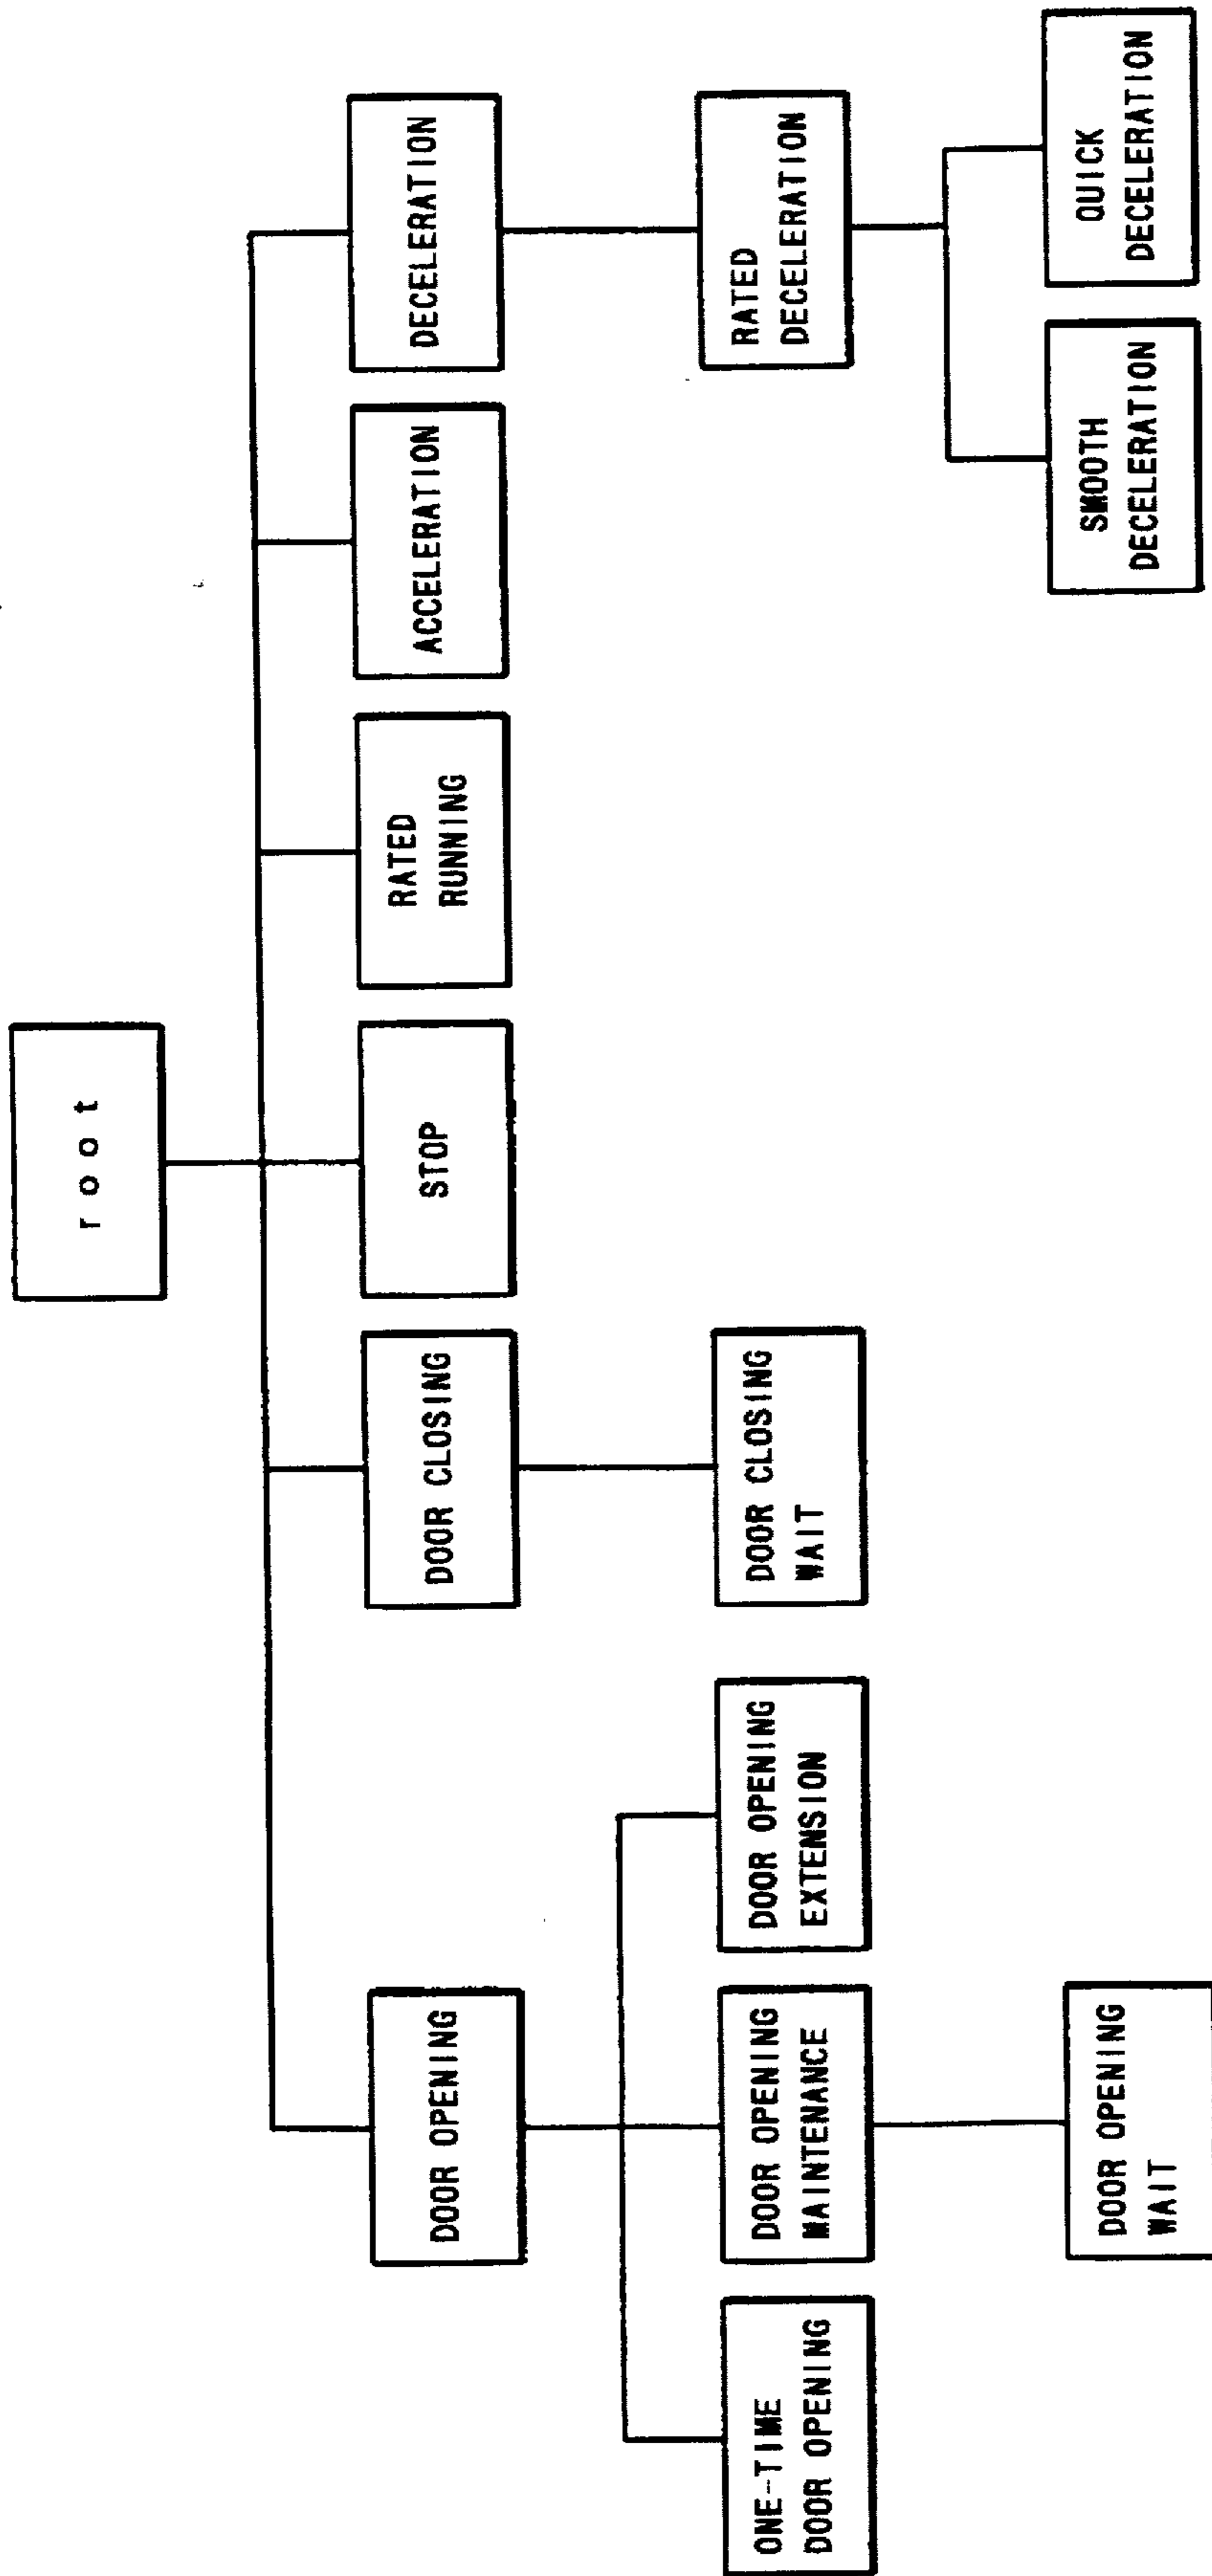 root
DOOR OPENING
DOOR CLOSING
STOP
RATED
RUNNING
ACCELERATION
DECELERATION
ONE-TIME
DOOR OPENING
DOOR OPENING
MAINTENANCE
DOOR OPENING
EXTENSION
DOOR CLOSING
WAIT
RATED
DECELERATION
DOOR OPENING
WAIT
SMOOTH
DECELERATION
QUICK
DECELERATION